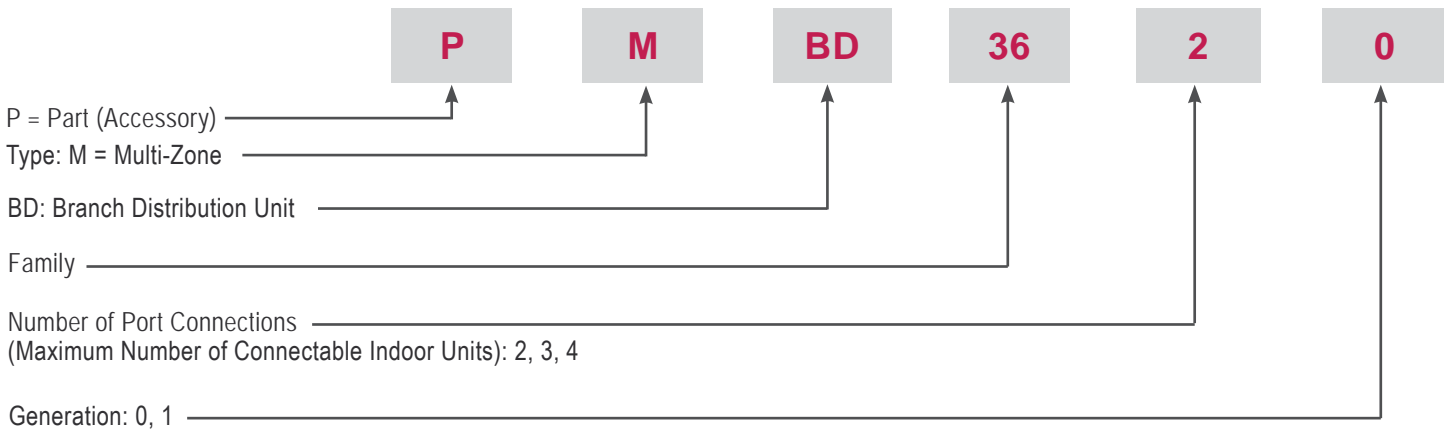 P M BD 36 2 0
P = Part (Accessory)
Type: M = Multi-Zone
BD: Branch Distribution Unit
Family
Number of Port Connections
(Maximum Number of Connectable Indoor Units): 2, 3, 4
Generation: 0, 1